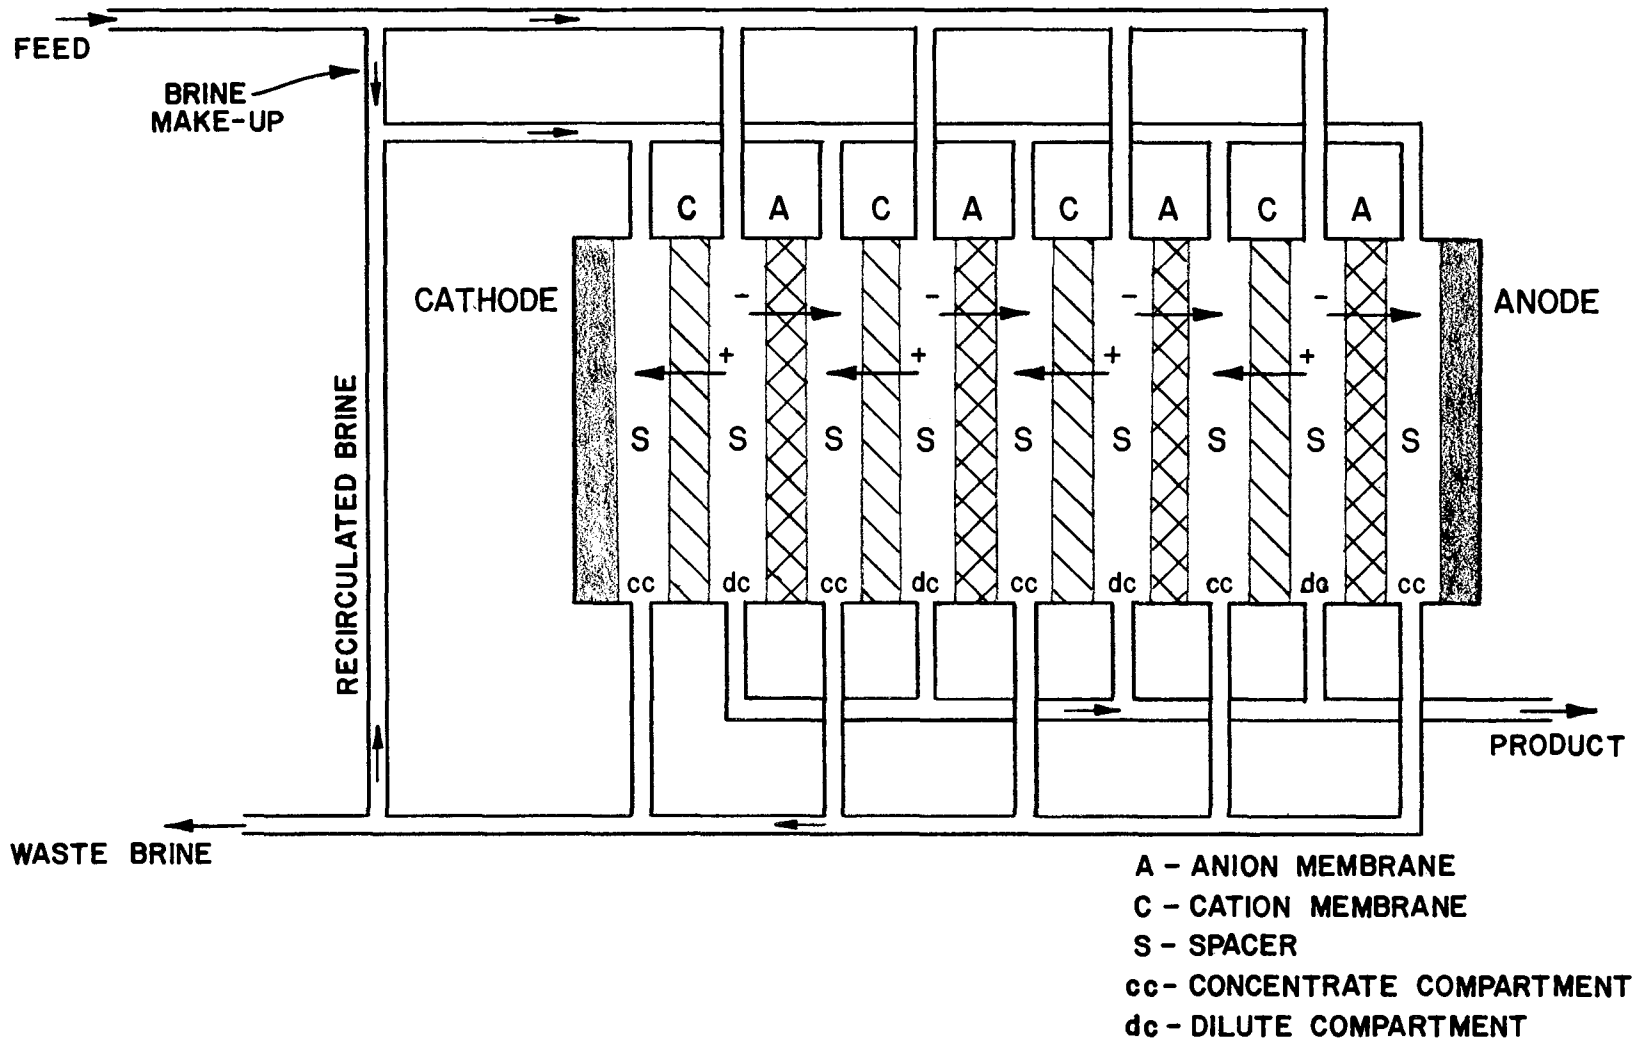 FEED
BRINE
MAKE-UP
C A C A C A C A
CATHODE
ANODE
- - - -
+ + + +
RECIRCULATED BRINE
S S S S S S S S S
cc dc cc dc cc dc cc dc cc
PRODUCT
WASTE BRINE
A - ANION MEMBRANE
C - CATION MEMBRANE
S - SPACER
cc - CONCENTRATE COMPARTMENT
dc - DILUTE COMPARTMENT